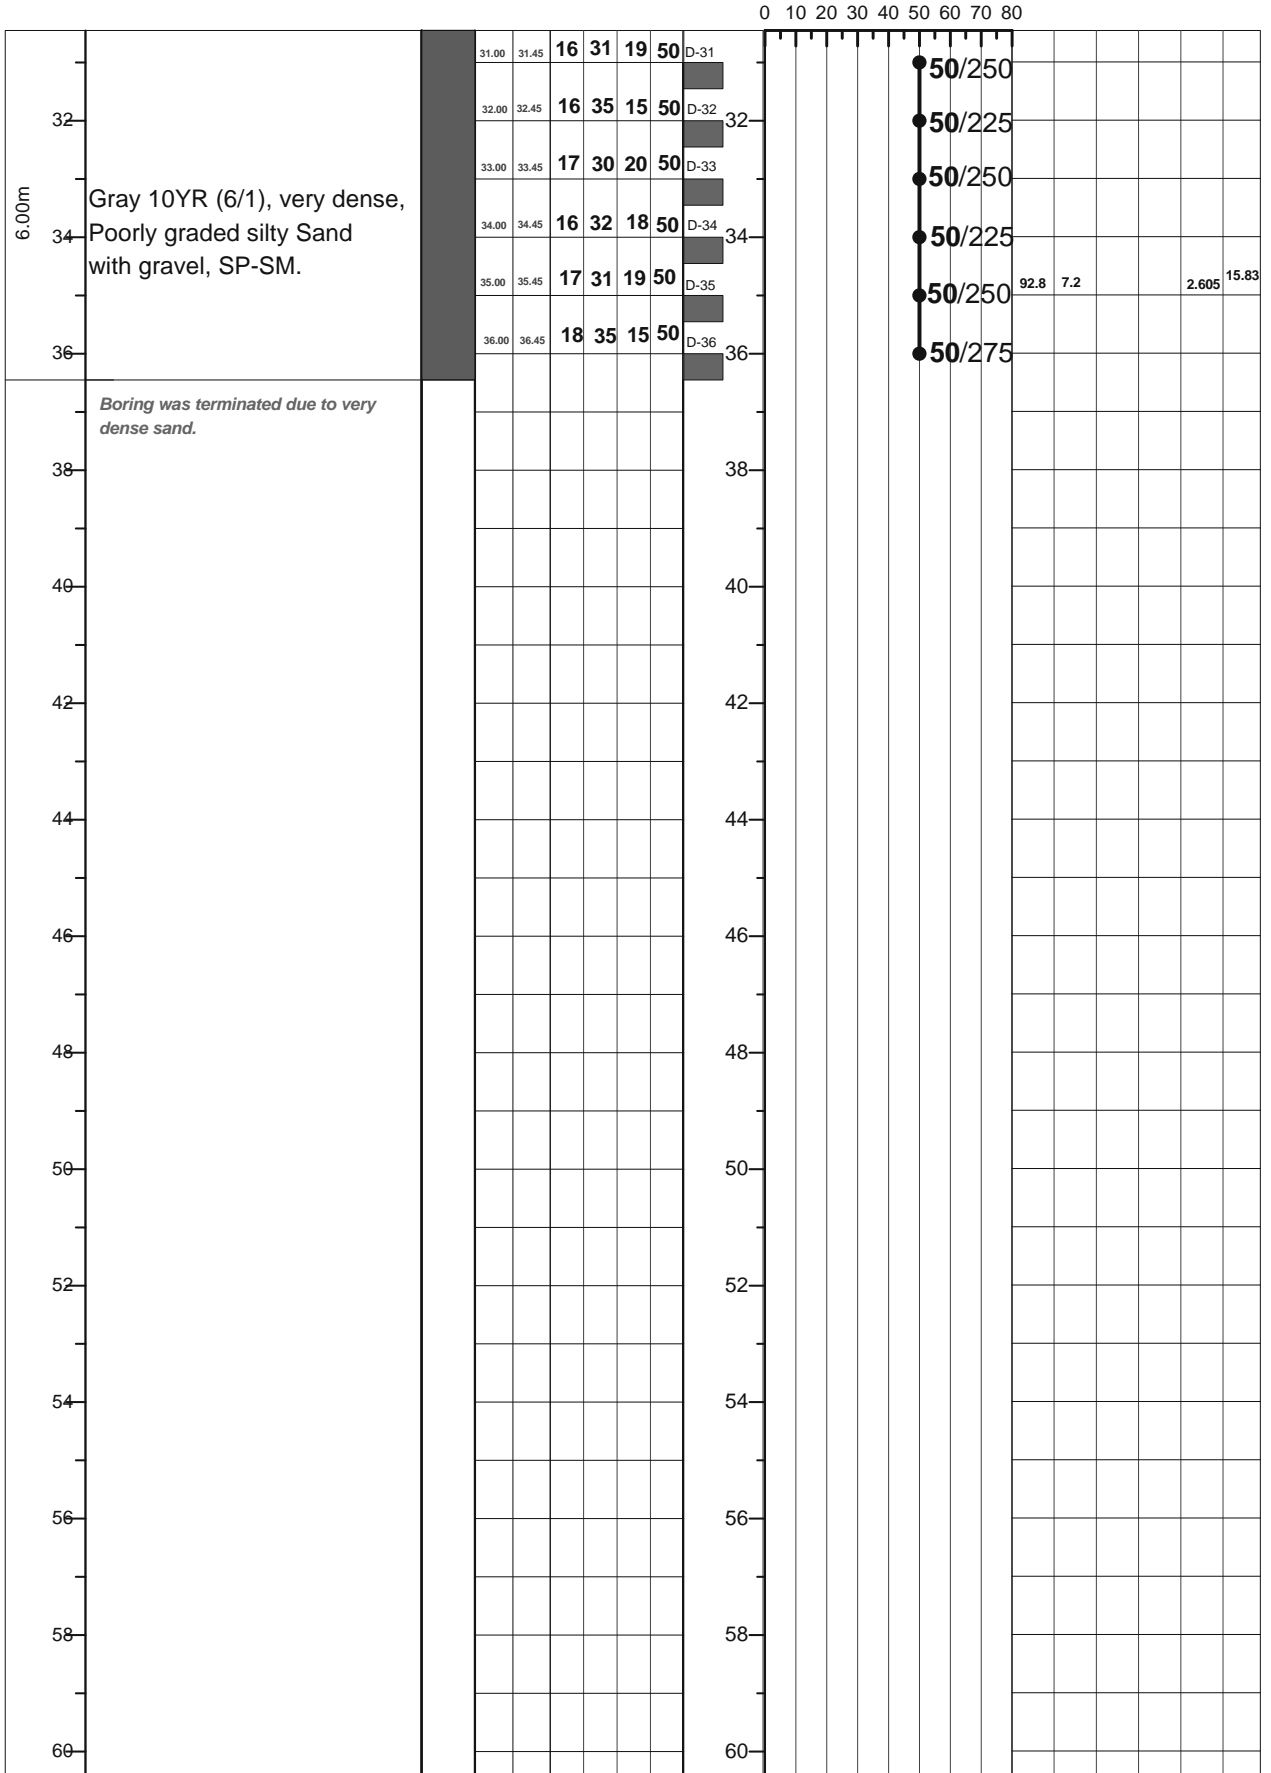 0 10 20 30 40 50 60 70 80
31.00 31.45 16 31 19 50 D-31 50/250
32 32.00 32.45 16 35 15 50 D-32 32 50/225
33.00 33.45 17 30 20 50 D-33 50/250
6.00m
Gray 10YR (6/1), very dense,
Poorly graded silty Sand
with gravel, SP-SM.
34 34.00 34.45 16 32 18 50 D-34 34 50/225
35.00 35.45 17 31 19 50 D-35 50/250 92.8 7.2 2.605 15.83
36 36.00 36.45 18 35 15 50 D-36 36 50/275
Boring was terminated due to very
dense sand.
38 38
40 40
42 42
44 44
46 46
48 48
50 50
52 52
54 54
56 56
58 58
60 60